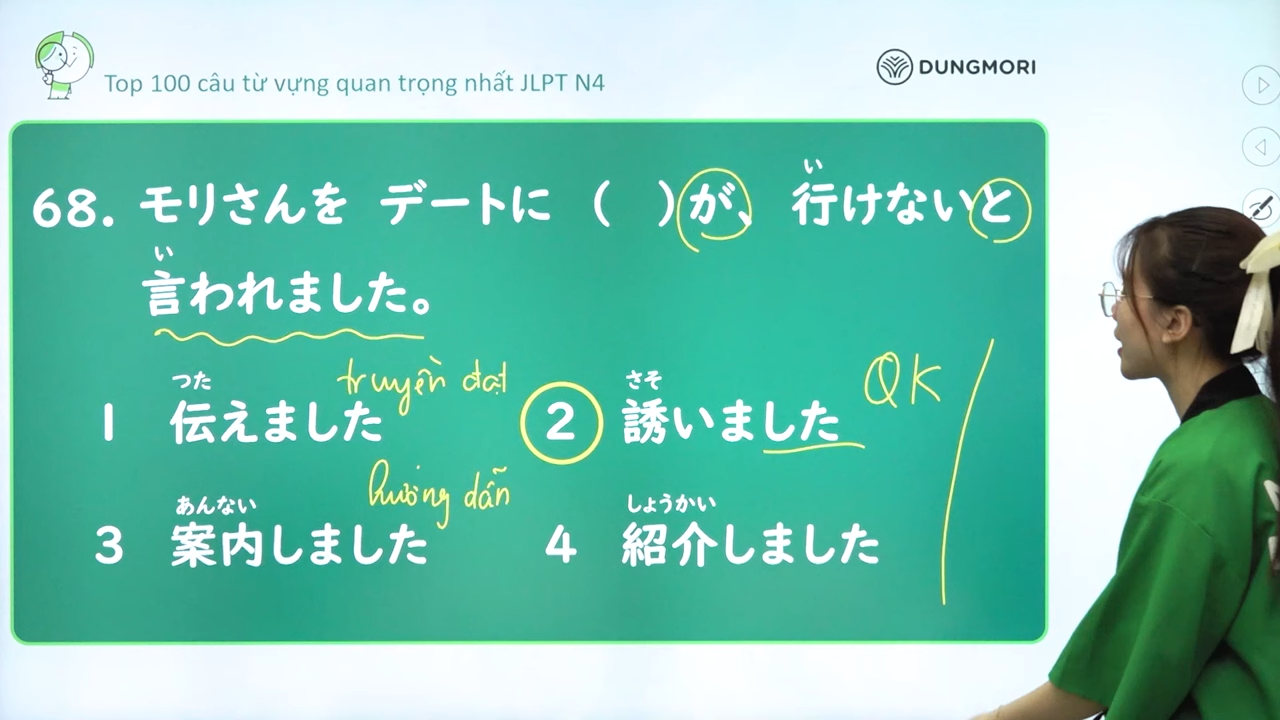 Top 100 câu từ vựng quan trọng nhất JLPT N4
DUNGMORI
い
68. モリさんを デートに ( )が、 行けないと
い
言われました。
truyền đạt
つた
1 伝えました
さそ
2 誘いました
QK
hướng dẫn
あんない
3 案内しました
しょうかい
4 紹介しました